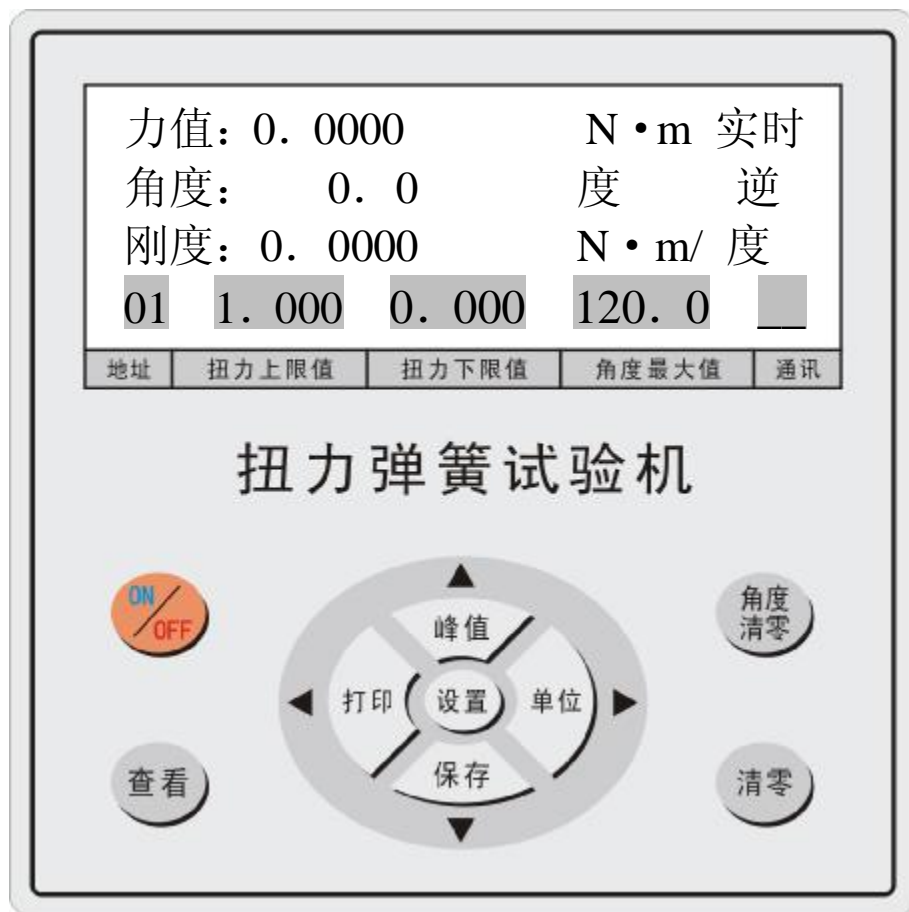 力值：0．0000 N·m 实时
角度： 0．0 度 逆
刚度：0．0000 N·m/ 度
01 1．000 0．000 120．0 __
地址 扭力上限值 扭力下限值 角度最大值 通讯
扭力弹簧试验机
ON/OFF
▲
峰值
角度
清零
◀ 打印 设置 单位 ▶
查看
保存
清零
▼